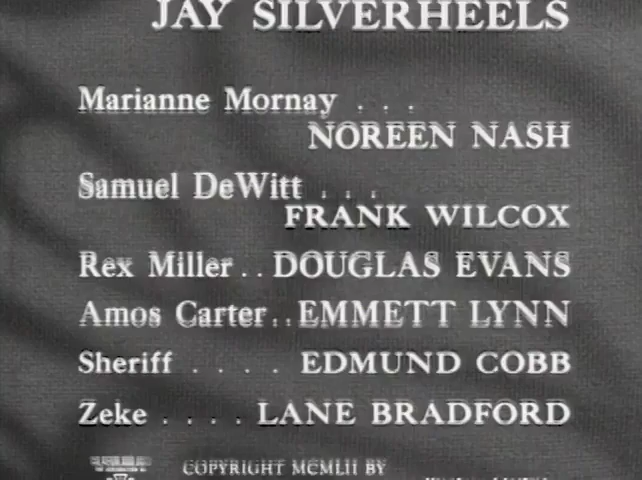 JAY SILVERHEELS
Marianne Mornay . . .
NOREEN NASH
Samuel DeWitt . . .
FRANK WILCOX
Rex Miller . . DOUGLAS EVANS
Amos Carter . . EMMETT LYNN
Sheriff . . . . EDMUND COBB
Zeke . . . . LANE BRADFORD
COPYRIGHT MCMLII BY